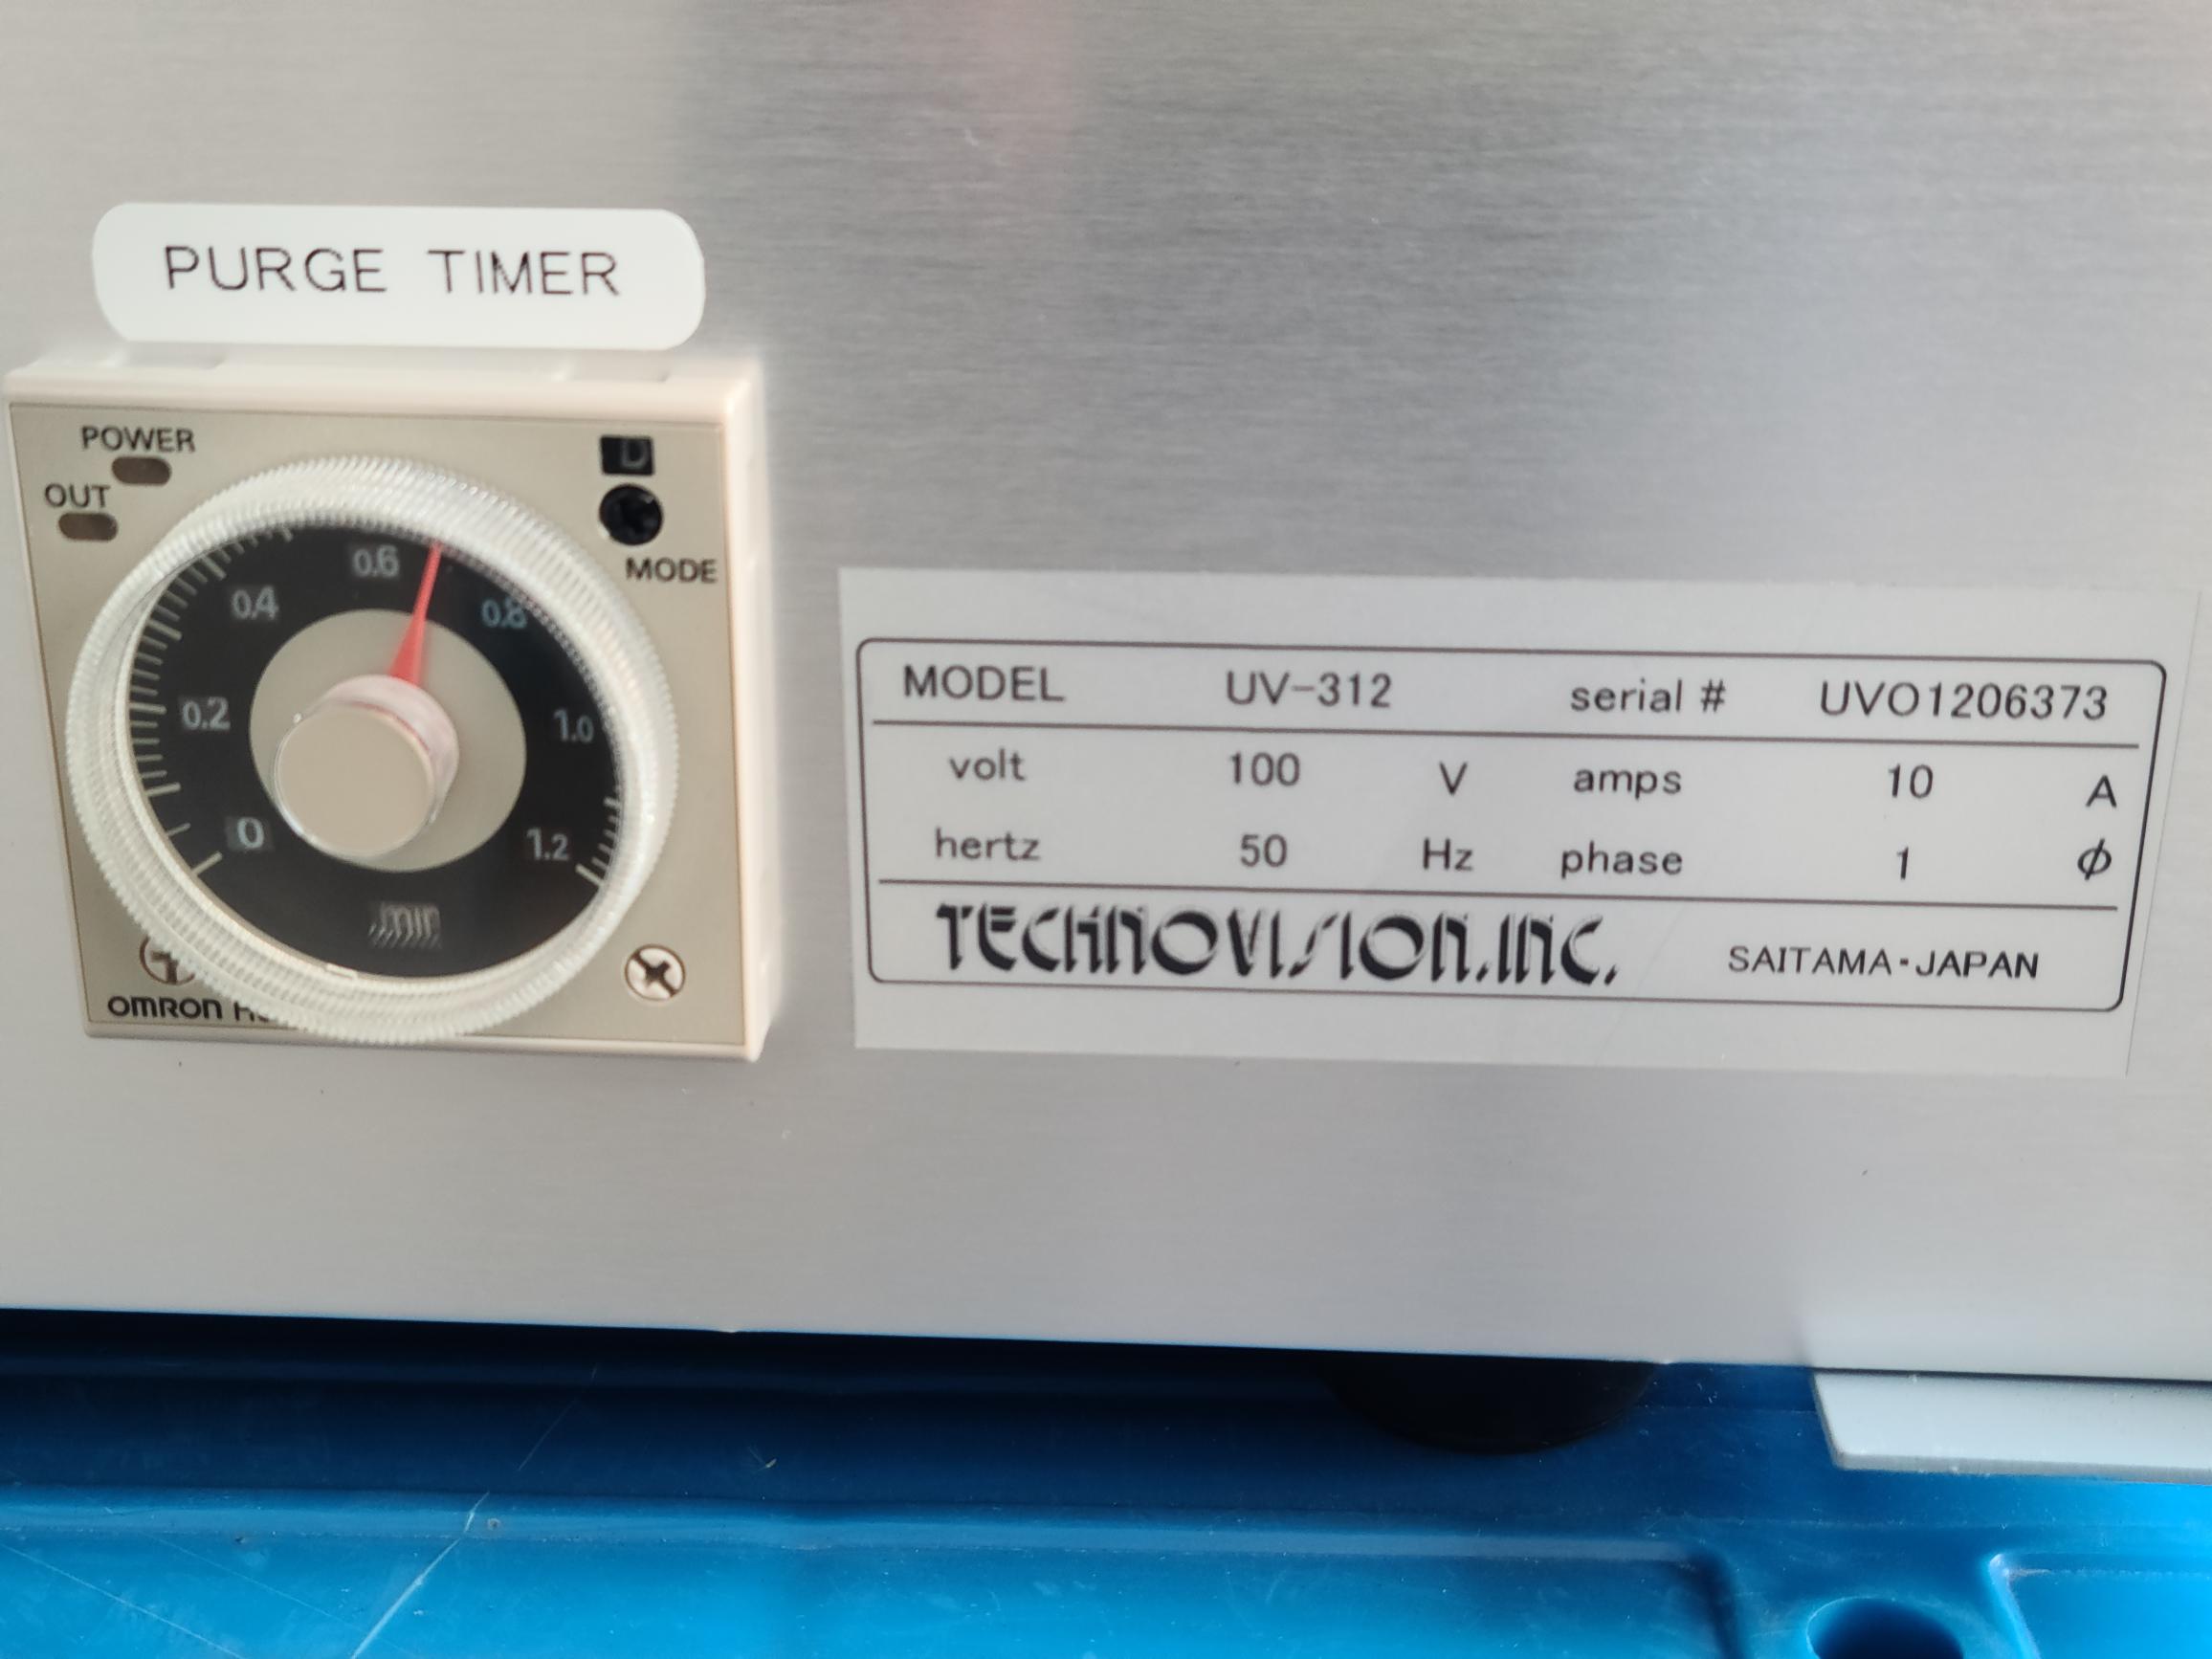 PURGE TIMER
POWER
OUT
D
MODE
0.6
0.4
0.8
0.2
1.0
0
1.2
min
OMRON
MODEL UV-312 serial # UVO1206373
volt 100 V amps 10 A
hertz 50 Hz phase 1 ϕ
TECHNOVISION.INC. SAITAMA・JAPAN